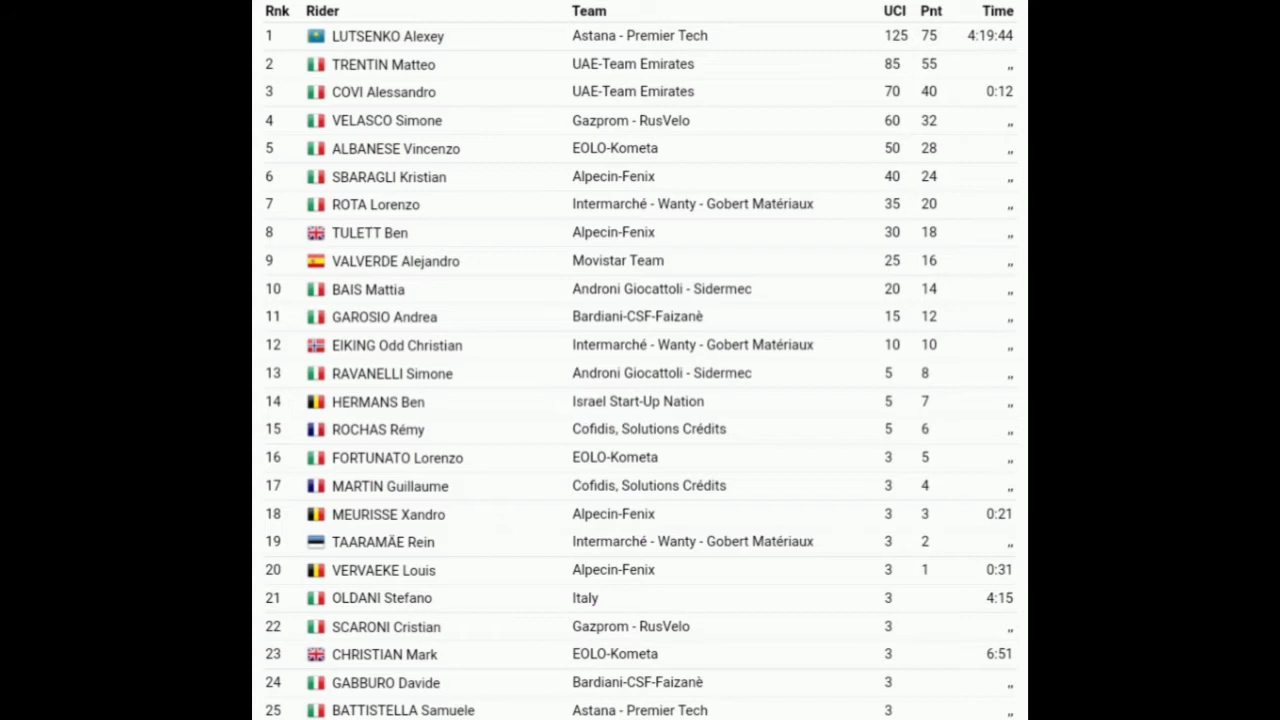 Rnk Rider Team UCI Pnt Time
1 LUTSENKO Alexey Astana - Premier Tech 125 75 4:19:44
2 TRENTIN Matteo UAE-Team Emirates 85 55 ,,
3 COVI Alessandro UAE-Team Emirates 70 40 0:12
4 VELASCO Simone Gazprom - RusVelo 60 32 ,,
5 ALBANESE Vincenzo EOLO-Kometa 50 28 ,,
6 SBARAGLI Kristian Alpecin-Fenix 40 24 ,,
7 ROTA Lorenzo Intermarché - Wanty - Gobert Matériaux 35 20 ,,
8 TULETT Ben Alpecin-Fenix 30 18 ,,
9 VALVERDE Alejandro Movistar Team 25 16 ,,
10 BAIS Mattia Androni Giocattoli - Sidermec 20 14 ,,
11 GAROSIO Andrea Bardiani-CSF-Faizanè 15 12 ,,
12 EIKING Odd Christian Intermarché - Wanty - Gobert Matériaux 10 10 ,,
13 RAVANELLI Simone Androni Giocattoli - Sidermec 5 8 ,,
14 HERMANS Ben Israel Start-Up Nation 5 7 ,,
15 ROCHAS Rémy Cofidis, Solutions Crédits 5 6 ,,
16 FORTUNATO Lorenzo EOLO-Kometa 3 5 ,,
17 MARTIN Guillaume Cofidis, Solutions Crédits 3 4 ,,
18 MEURISSE Xandro Alpecin-Fenix 3 3 0:21
19 TAARAMÄE Rein Intermarché - Wanty - Gobert Matériaux 3 2 ,,
20 VERVAEKE Louis Alpecin-Fenix 3 1 0:31
21 OLDANI Stefano Italy 3 4:15
22 SCARONI Cristian Gazprom - RusVelo 3 ,,
23 CHRISTIAN Mark EOLO-Kometa 3 6:51
24 GABBURO Davide Bardiani-CSF-Faizanè 3 ,,
25 BATTISTELLA Samuele Astana - Premier Tech 3 ,,